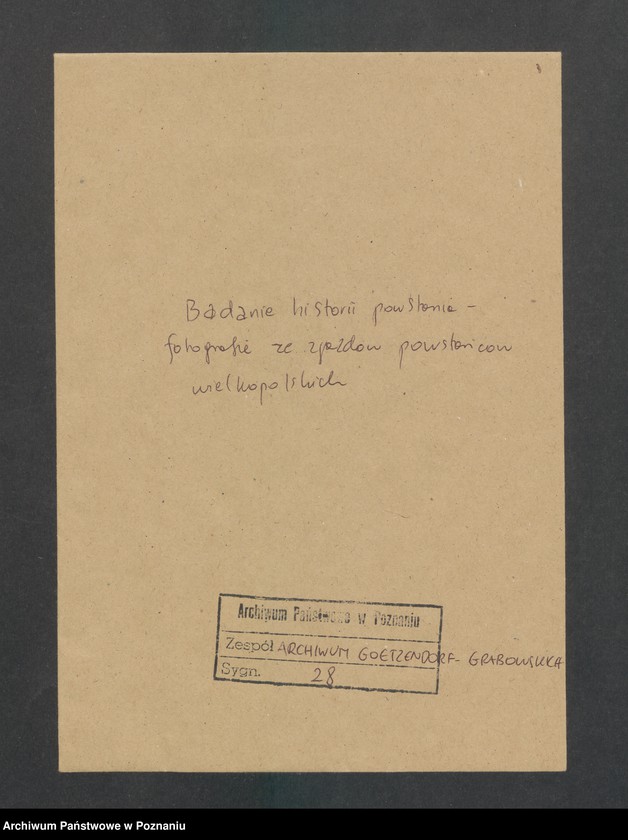 Badanie historii powstania -
fotografie ze zjazdów powstańców
wielkopolskich
Archiwum Państwowe w Poznaniu
Zespół ARCHIWUM GOETZENDORF-GRABOWSKICH
Sygn. 28
Archiwum Państwowe w Poznaniu